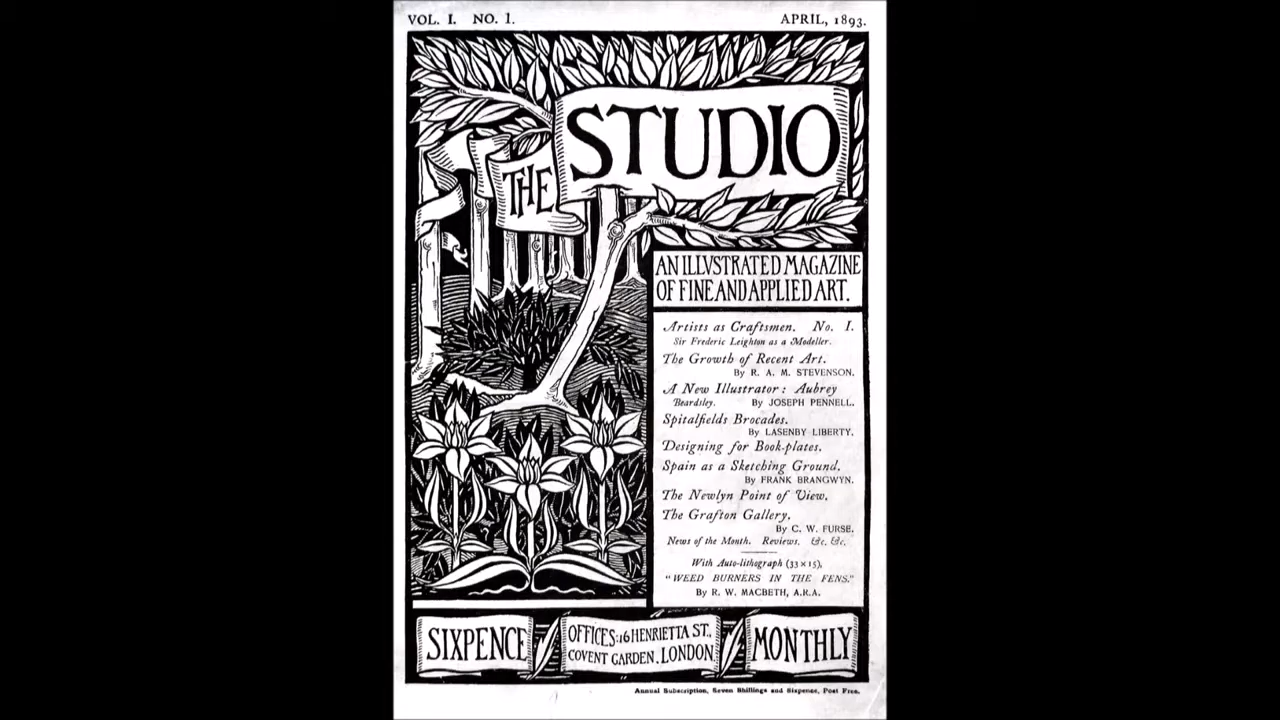 VOL. I. NO. 1. APRIL, 1893.
THE STUDIO
AN ILLVSTRATED MAGAZINE
OF FINE AND APPLIED ART.
Artists as Craftsmen. No. I.
Sir Frederic Leighton as a Modeller.
The Growth of Recent Art.
By R. A. M. STEVENSON.
A New Illustrator: Aubrey
Beardsley. By JOSEPH PENNELL.
Spitalfields Brocades.
By LASENBY LIBERTY.
Designing for Book-plates.
Spain as a Sketching Ground.
By FRANK BRANGWYN.
The Newlyn Point of View.
The Grafton Gallery.
By C. W. FURSE.
News of the Month. Reviews. &c. &c.
With Auto-lithograph (33 × 15),
"WEED BURNERS IN THE FENS."
By R. W. MACBETH, A.R.A.
SIXPENCE
OFFICES: 16 HENRIETTA ST.,
COVENT GARDEN. LONDON
MONTHLY
Annual Subscription, Seven Shillings and Sixpence, Post Free.